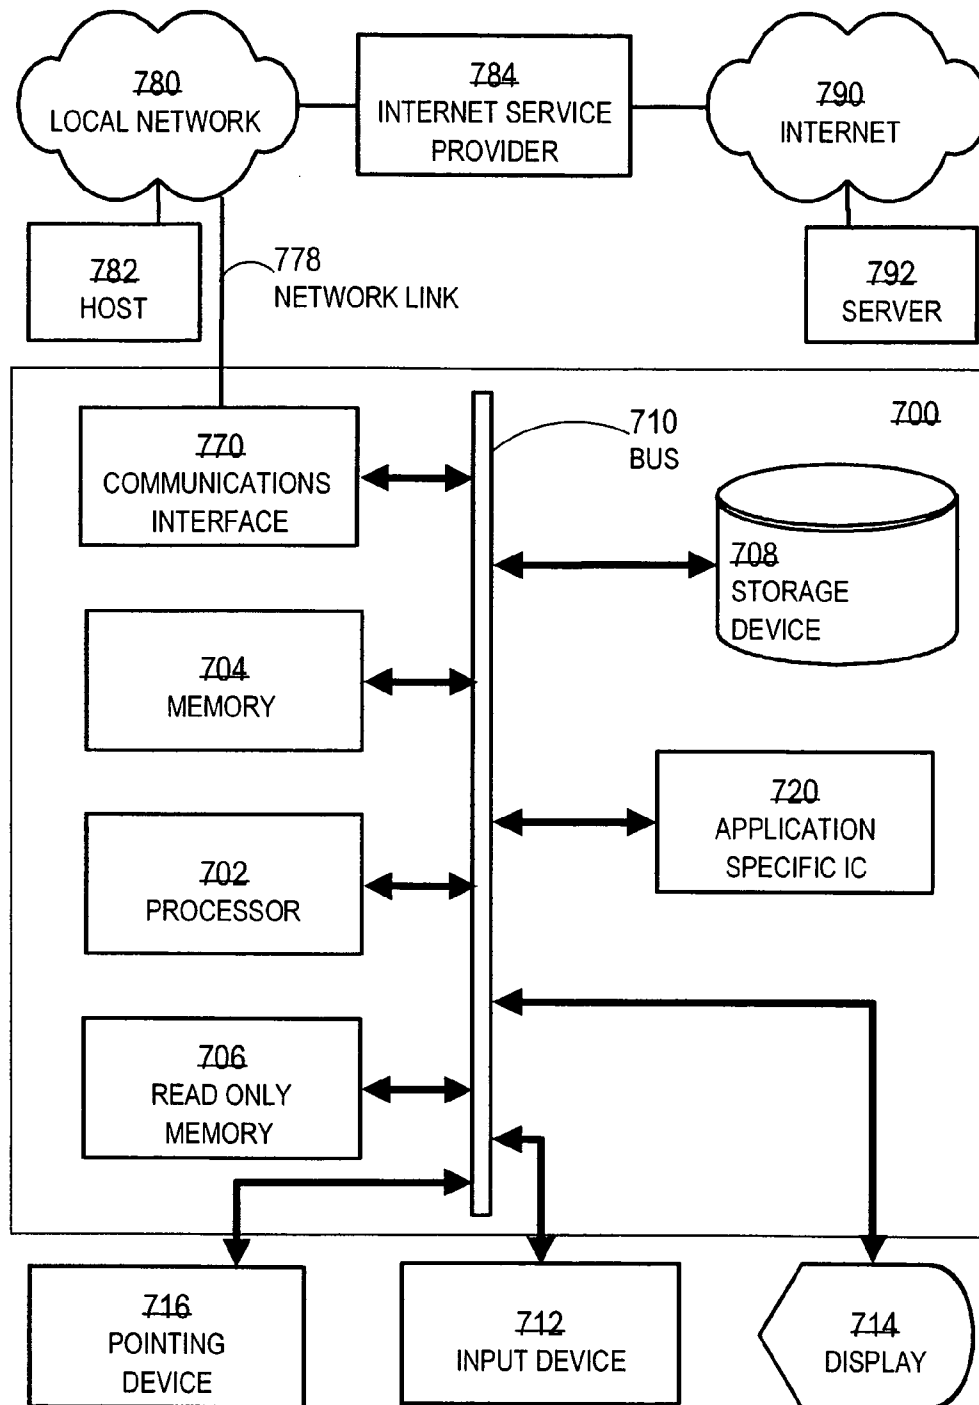 780
LOCAL NETWORK
784
INTERNET SERVICE
PROVIDER
790
INTERNET
782
HOST
778
NETWORK LINK
792
SERVER
700
710
BUS
770
COMMUNICATIONS
INTERFACE
708
STORAGE
DEVICE
704
MEMORY
720
APPLICATION
SPECIFIC IC
702
PROCESSOR
706
READ ONLY
MEMORY
716
POINTING
DEVICE
712
INPUT DEVICE
714
DISPLAY